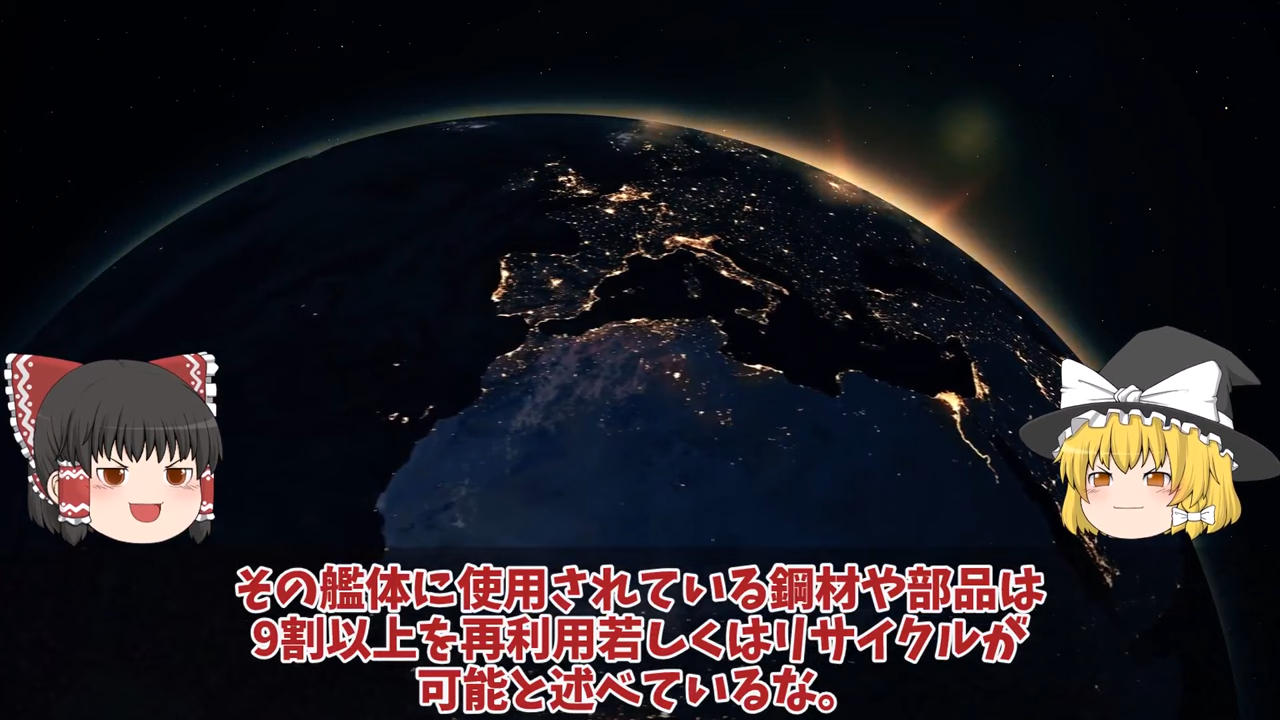 その艦体に使用されている鋼材や部品は
9割以上を再利用若しくはリサイクルが
可能と述べているな。